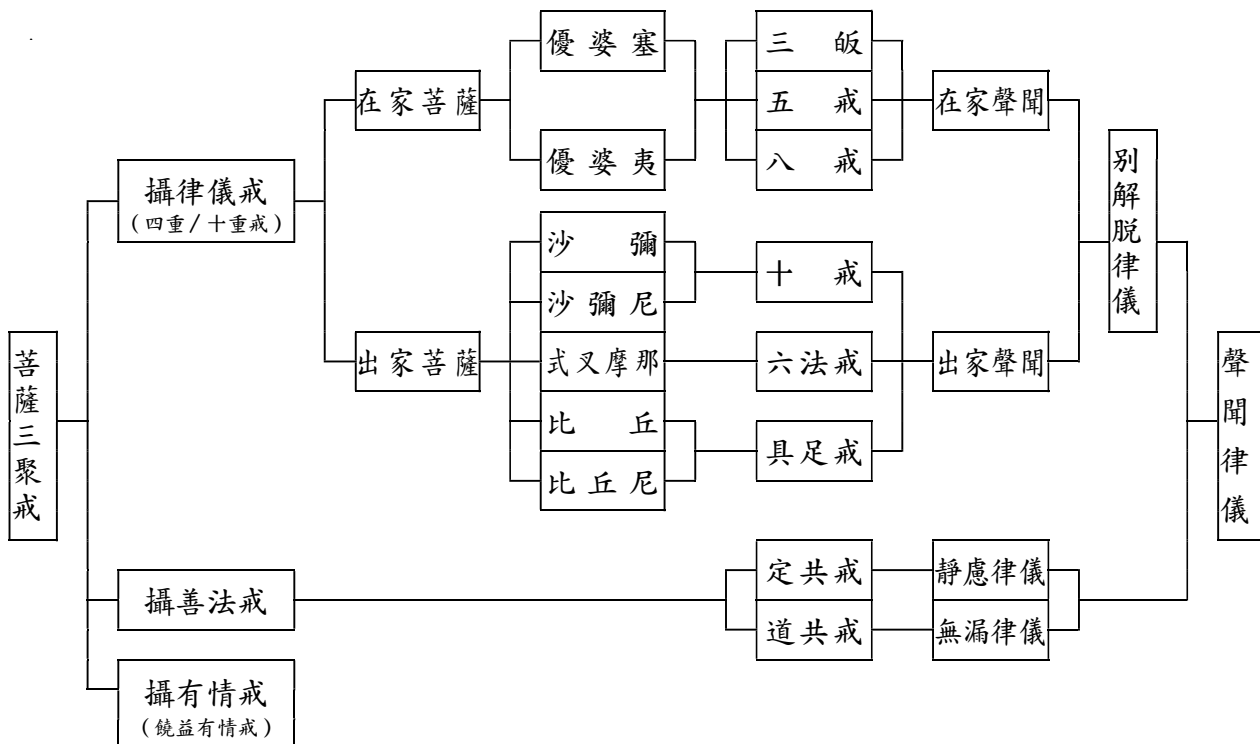 菩薩三聚戒
攝律儀戒
(四重/十重戒)
攝善法戒
攝有情戒
(饒益有情戒)
在家菩薩
出家菩薩
優婆塞
優婆夷
沙彌
沙彌尼
式叉摩那
比丘
比丘尼
三皈
五戒
八戒
十戒
六法戒
具足戒
定共戒
道共戒
在家聲聞
出家聲聞
靜慮律儀
無漏律儀
別解脫律儀
聲聞律儀